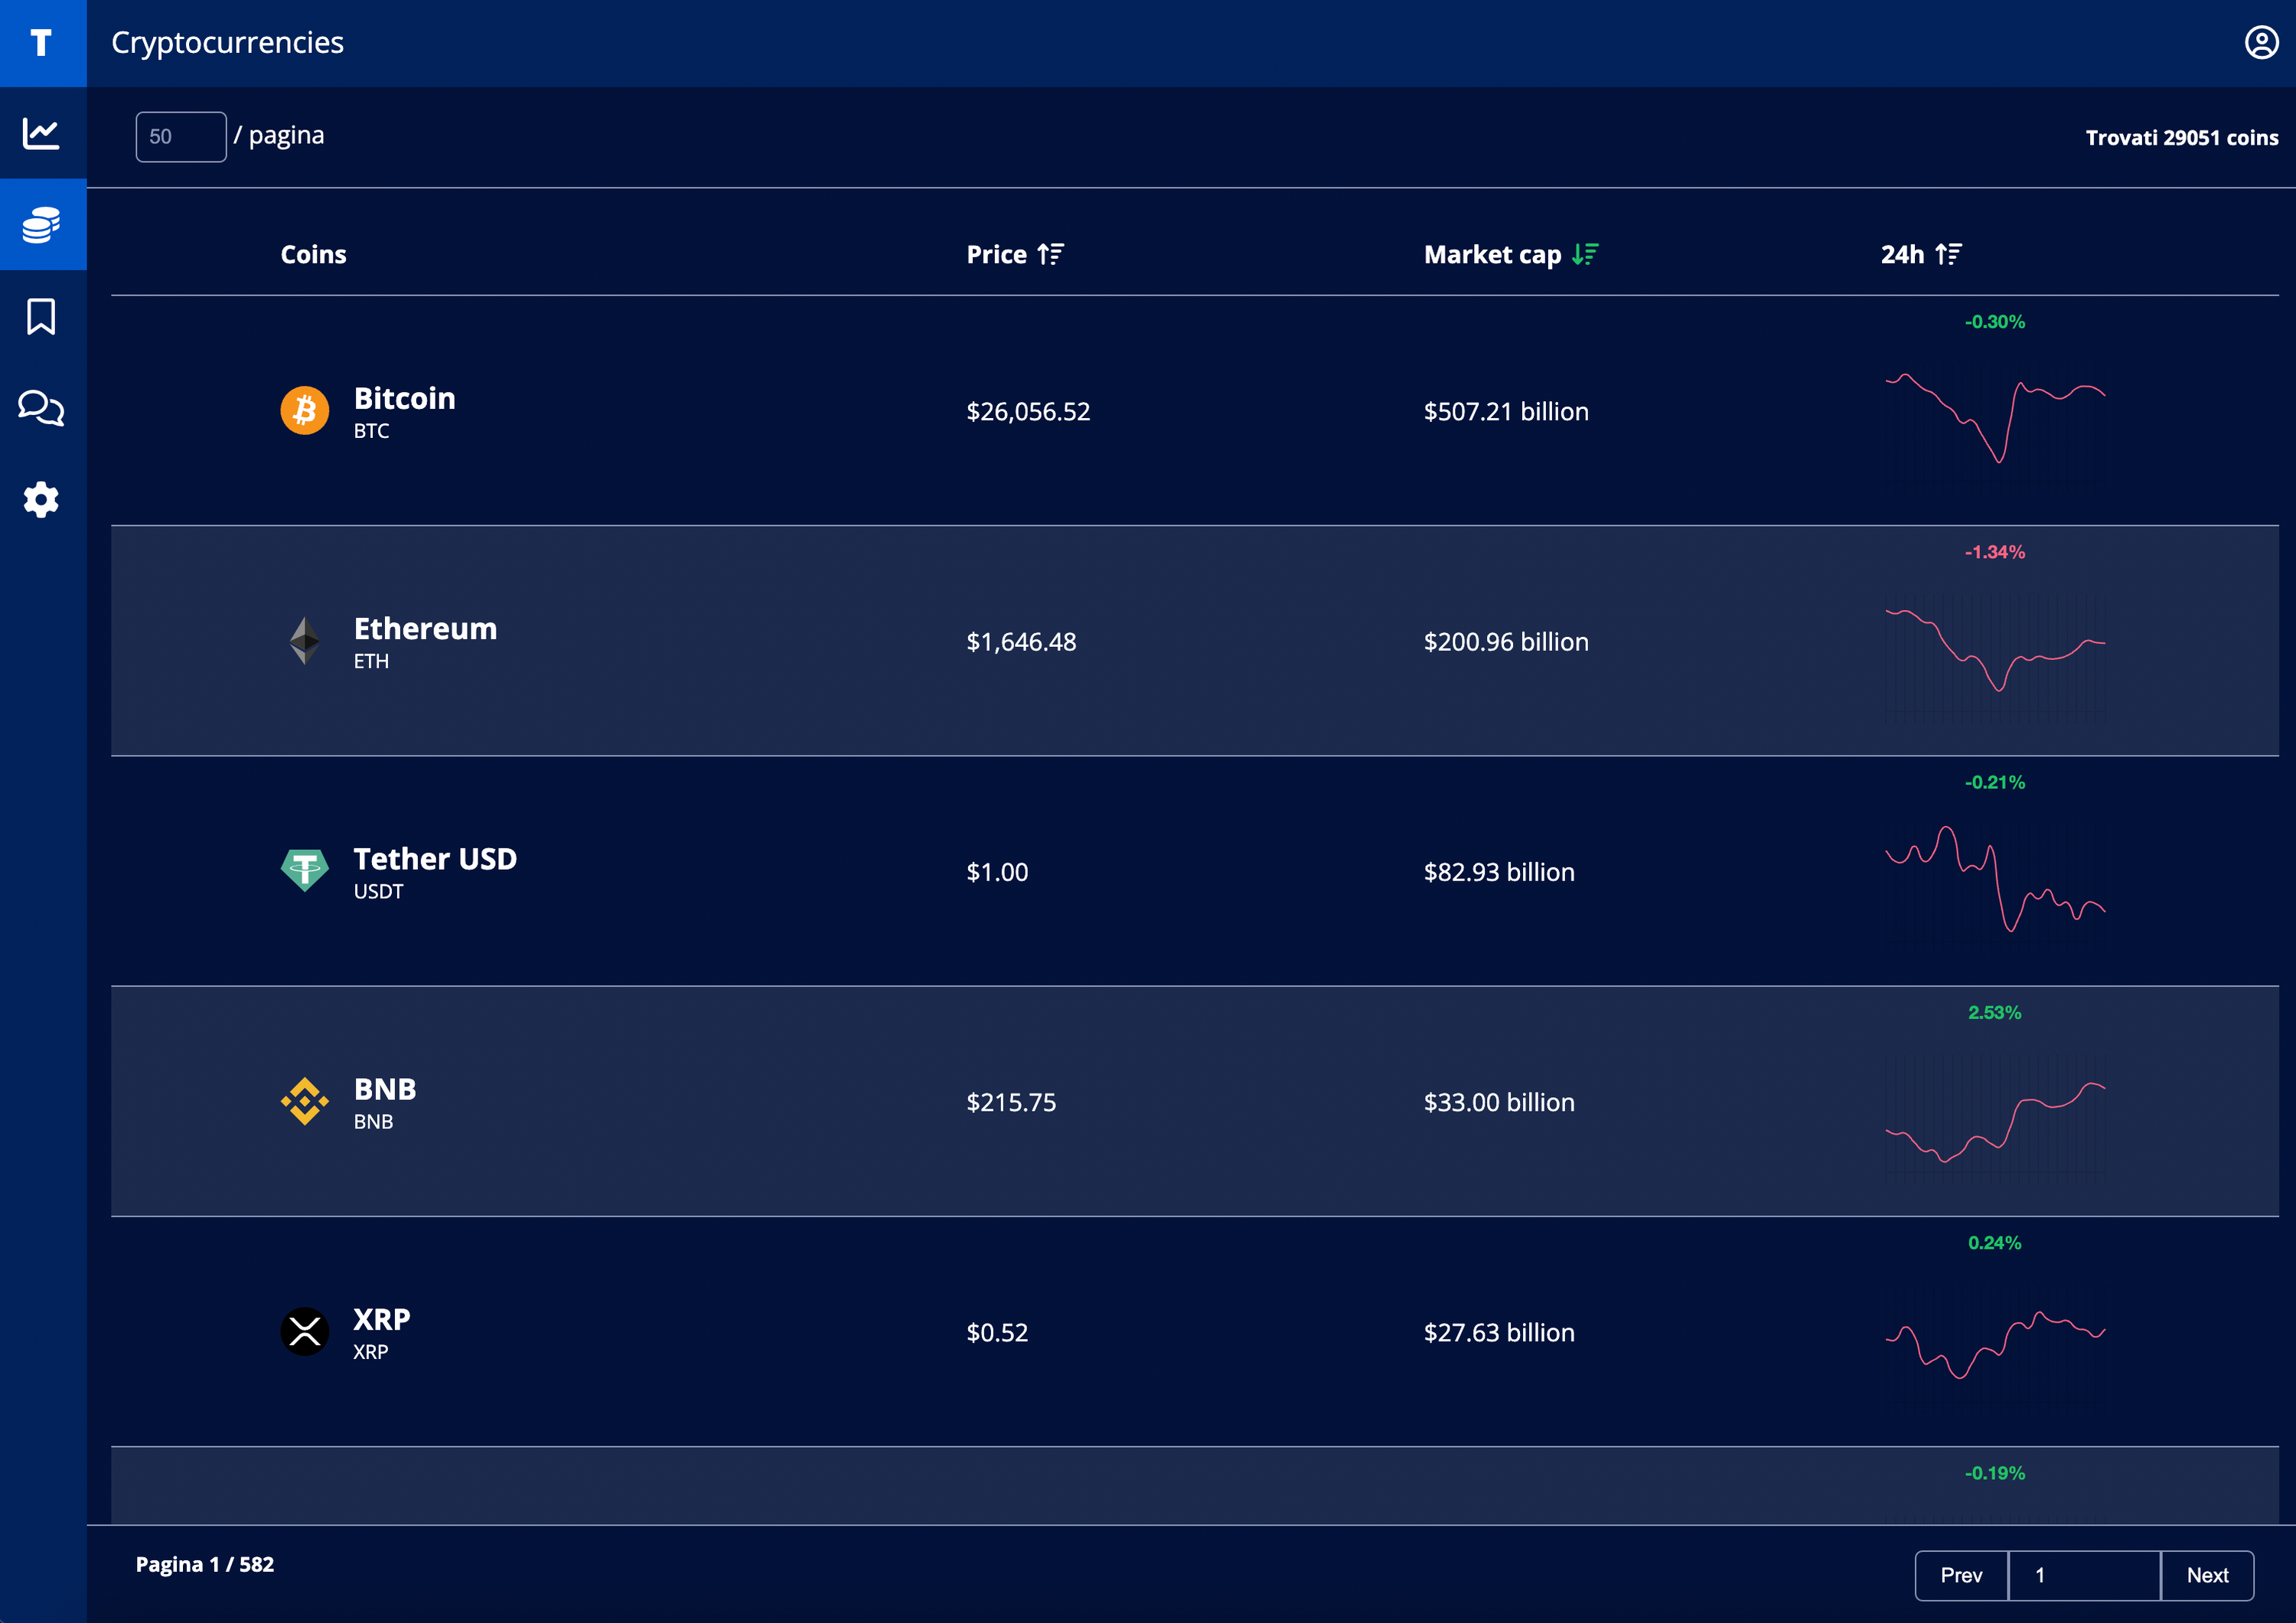 T
Cryptocurrencies
50 / pagina
Trovati 29051 coins
Coins Price Market cap 24h
-0.30%
Bitcoin
BTC
$26,056.52
$507.21 billion
-1.34%
Ethereum
ETH
$1,646.48
$200.96 billion
-0.21%
Tether USD
USDT
$1.00
$82.93 billion
2.53%
BNB
BNB
$215.75
$33.00 billion
0.24%
XRP
XRP
$0.52
$27.63 billion
-0.19%
Pagina 1 / 582
Prev 1 Next